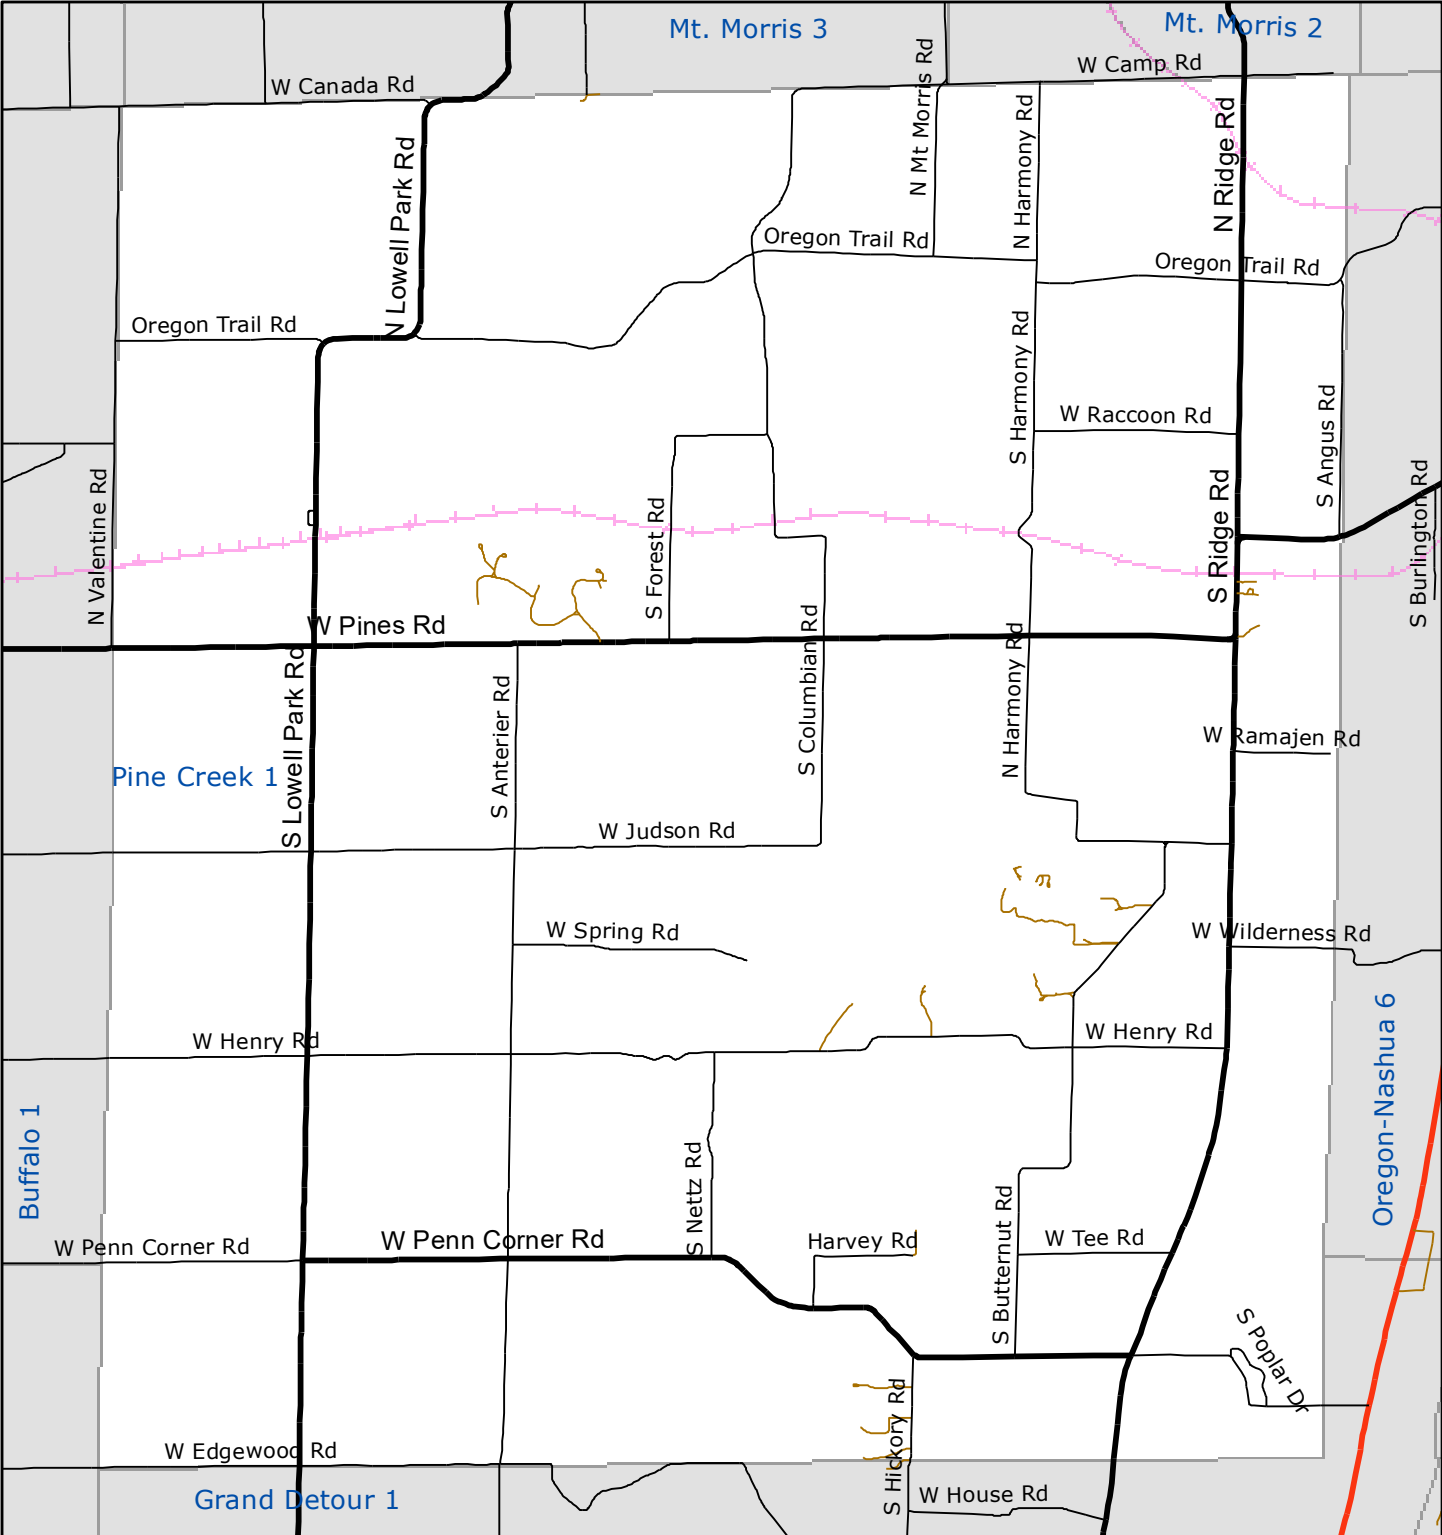 Mt. Morris 3
Mt. Morris 2
W Canada Rd
W Camp Rd
N Mt Morris Rd
N Harmony Rd
N Ridge Rd
N Lowell Park Rd
Oregon Trail Rd
Oregon Trail Rd
Oregon Trail Rd
S Harmony Rd
W Raccoon Rd
S Angus Rd
N Valentine Rd
S Forest Rd
S Ridge Rd
S Burlington Rd
W Pines Rd
S Lowell Park Rd
S Anterier Rd
S Columbian Rd
N Harmony Rd
W Ramajen Rd
Pine Creek 1
W Judson Rd
W Spring Rd
W Wilderness Rd
W Henry Rd
W Henry Rd
Buffalo 1
Oregon-Nashua 6
S Nettz Rd
S Butternut Rd
W Penn Corner Rd
W Penn Corner Rd
Harvey Rd
W Tee Rd
S Poplar Dr
S Hickory Rd
W Edgewood Rd
Grand Detour 1
W House Rd